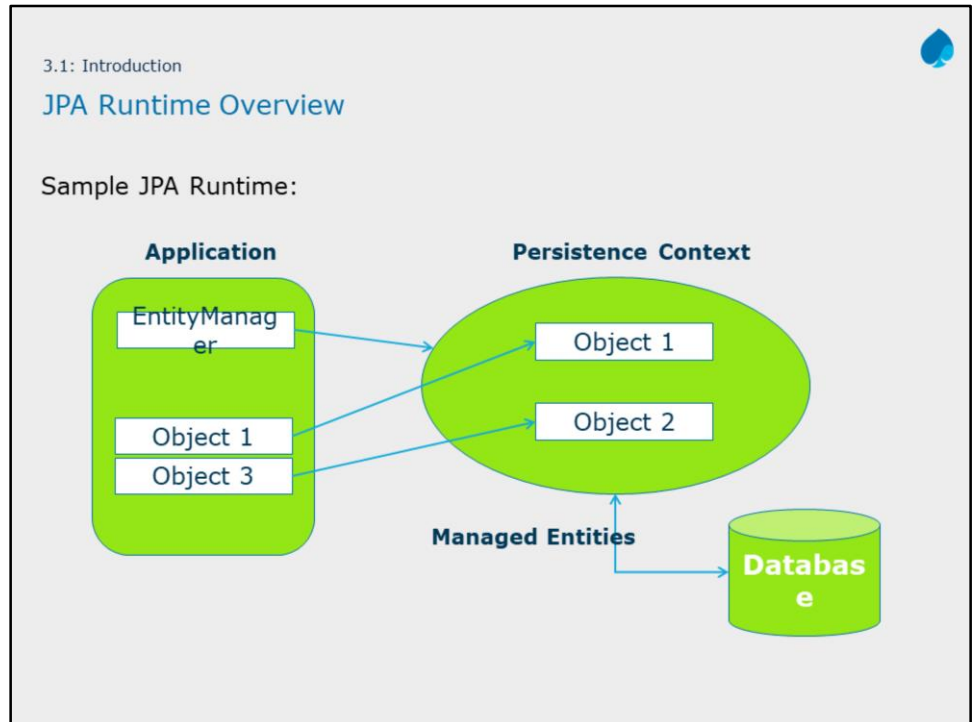 3.1: Introduction
JPA Runtime Overview
Sample JPA Runtime:
Application
Persistence Context
EntityManag
er
Object 1
Object 3
Object 1
Object 2
Managed Entities
Databas
e